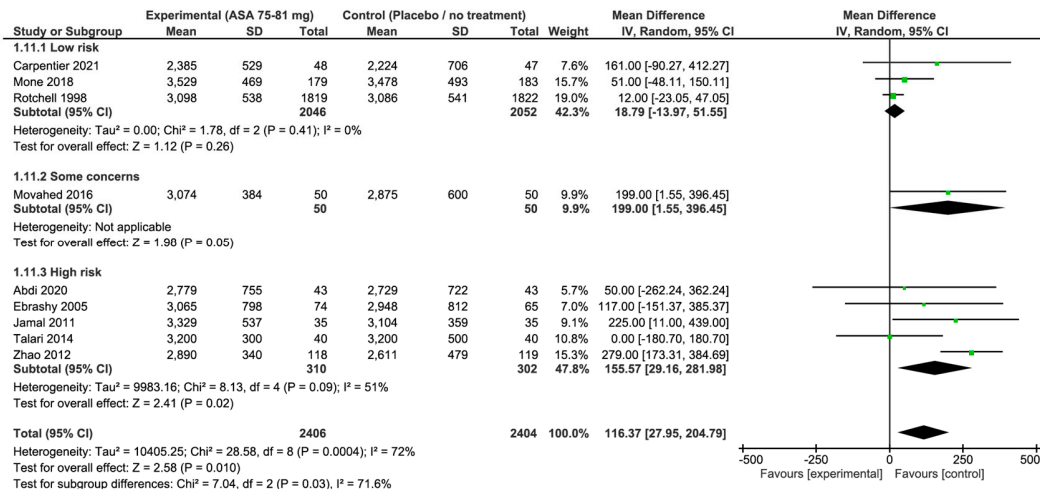 Experimental (ASA 75-81 mg) Control (Placebo / no treatment) Mean Difference Mean Difference
Study or Subgroup Mean SD Total Mean SD Total Weight IV, Random, 95% CI IV, Random, 95% CI
1.11.1 Low risk
Carpentier 2021 2,385 529 48 2,224 706 47 7.6% 161.00 [-90.27, 412.27]
Mone 2018 3,529 469 179 3,478 493 183 15.7% 51.00 [-48.11, 150.11]
Rotchell 1998 3,098 538 1819 3,086 541 1822 19.0% 12.00 [-23.05, 47.05]
Subtotal (95% CI) 2046 2052 42.3% 18.79 [-13.97, 51.55]
Heterogeneity: Tau² = 0.00; Chi² = 1.78, df = 2 (P = 0.41); I² = 0%
Test for overall effect: Z = 1.12 (P = 0.26)
1.11.2 Some concerns
Movahed 2016 3,074 384 50 2,875 600 50 9.9% 199.00 [1.55, 396.45]
Subtotal (95% CI) 50 50 9.9% 199.00 [1.55, 396.45]
Heterogeneity: Not applicable
Test for overall effect: Z = 1.98 (P = 0.05)
1.11.3 High risk
Abdi 2020 2,779 755 43 2,729 722 43 5.7% 50.00 [-262.24, 362.24]
Ebrashy 2005 3,065 798 74 2,948 812 65 7.0% 117.00 [-151.37, 385.37]
Jamal 2011 3,329 537 35 3,104 359 35 9.1% 225.00 [11.00, 439.00]
Talari 2014 3,200 300 40 3,200 500 40 10.8% 0.00 [-180.70, 180.70]
Zhao 2012 2,890 340 118 2,611 479 119 15.3% 279.00 [173.31, 384.69]
Subtotal (95% CI) 310 302 47.8% 155.57 [29.16, 281.98]
Heterogeneity: Tau² = 9983.16; Chi² = 8.13, df = 4 (P = 0.09); I² = 51%
Test for overall effect: Z = 2.41 (P = 0.02)
Total (95% CI) 2406 2404 100.0% 116.37 [27.95, 204.79]
Heterogeneity: Tau² = 10405.25; Chi² = 28.58, df = 8 (P = 0.0004); I² = 72%
Test for overall effect: Z = 2.58 (P = 0.010)
Test for subgroup differences: Chi² = 7.04, df = 2 (P = 0.03), I² = 71.6%
-500 -250 0 250 500
Favours [experimental] Favours [control]